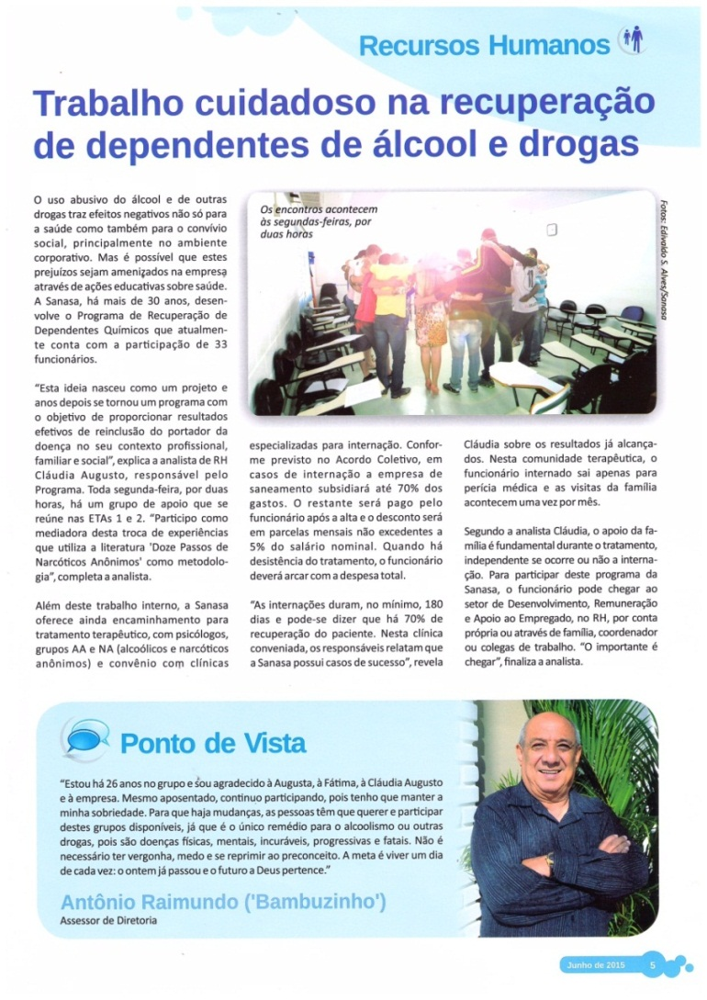 Recursos Humanos
Trabalho cuidadoso na recuperação
de dependentes de álcool e drogas
O uso abusivo do álcool e de outras
drogas traz efeitos negativos não só para
a saúde como também para o convívio
social, principalmente no ambiente
corporativo. Mas é possível que estes
prejuízos sejam amenizados na empresa
através de ações educativas sobre saúde.
A Sanasa, há mais de 30 anos, desen-
volve o Programa de Recuperação de
Dependentes Químicos que atualmen-
te conta com a participação de 33
funcionários.
“Esta ideia nasceu como um projeto e
anos depois se tornou um programa com
o objetivo de proporcionar resultados
efetivos de reinclusão do portador da
doença no seu contexto profissional,
familiar e social”, explica a analista de RH
Cláudia Augusto, responsável pelo
Programa. Toda segunda-feira, por duas
horas, há um grupo de apoio que se
reúne nas ETAs 1 e 2. “Participo como
mediadora desta troca de experiências
que utiliza a literatura 'Doze Passos de
Narcóticos Anônimos' como metodolo-
gia”, completa a analista.
Além deste trabalho interno, a Sanasa
oferece ainda encaminhamento para
tratamento terapêutico, com psicólogos,
grupos AA e NA (alcoólicos e narcóticos
anônimos) e convênio com clínicas
Os encontros acontecem
às segundas-feiras, por
duas horas
Fotos: Edivaldo S. Alves/Sanasa
especializadas para internação. Confor-
me previsto no Acordo Coletivo, em
casos de internação a empresa de
saneamento subsidiará até 70% dos
gastos. O restante será pago pelo
funcionário após a alta e o desconto será
em parcelas mensais não excedentes a
5% do salário nominal. Quando há
desistência do tratamento, o funcionário
deverá arcar com a despesa total.
“As internações duram, no mínimo, 180
dias e pode-se dizer que há 70% de
recuperação do paciente. Nesta clínica
conveniada, os responsáveis relatam que
a Sanasa possui casos de sucesso”, revela
Cláudia sobre os resultados já alcança-
dos. Nesta comunidade terapêutica, o
funcionário internado sai apenas para
perícia médica e as visitas da família
acontecem uma vez por mês.
Segundo a analista Cláudia, o apoio da fa-
mília é fundamental durante o tratamento,
independente se ocorre ou não a interna-
ção. Para participar deste programa da
Sanasa, o funcionário pode chegar ao
setor de Desenvolvimento, Remuneração
e Apoio ao Empregado, no RH, por conta
própria ou através de família, coordenador
ou colegas de trabalho. “O importante é
chegar”, finaliza a analista.
Ponto de Vista
“Estou há 26 anos no grupo e sou agradecido à Augusta, à Fátima, à Cláudia Augusto
e à empresa. Mesmo aposentado, continuo participando, pois tenho que manter a
minha sobriedade. Para que haja mudanças, as pessoas têm que querer e participar
destes grupos disponíveis, já que é o único remédio para o alcoolismo ou outras
drogas, pois são doenças físicas, mentais, incuráveis, progressivas e fatais. Não é
necessário ter vergonha, medo e se reprimir ao preconceito. A meta é viver um dia
de cada vez: o ontem já passou e o futuro a Deus pertence.”
Antônio Raimundo ('Bambuzinho')
Assessor de Diretoria
Junho de 2015 5